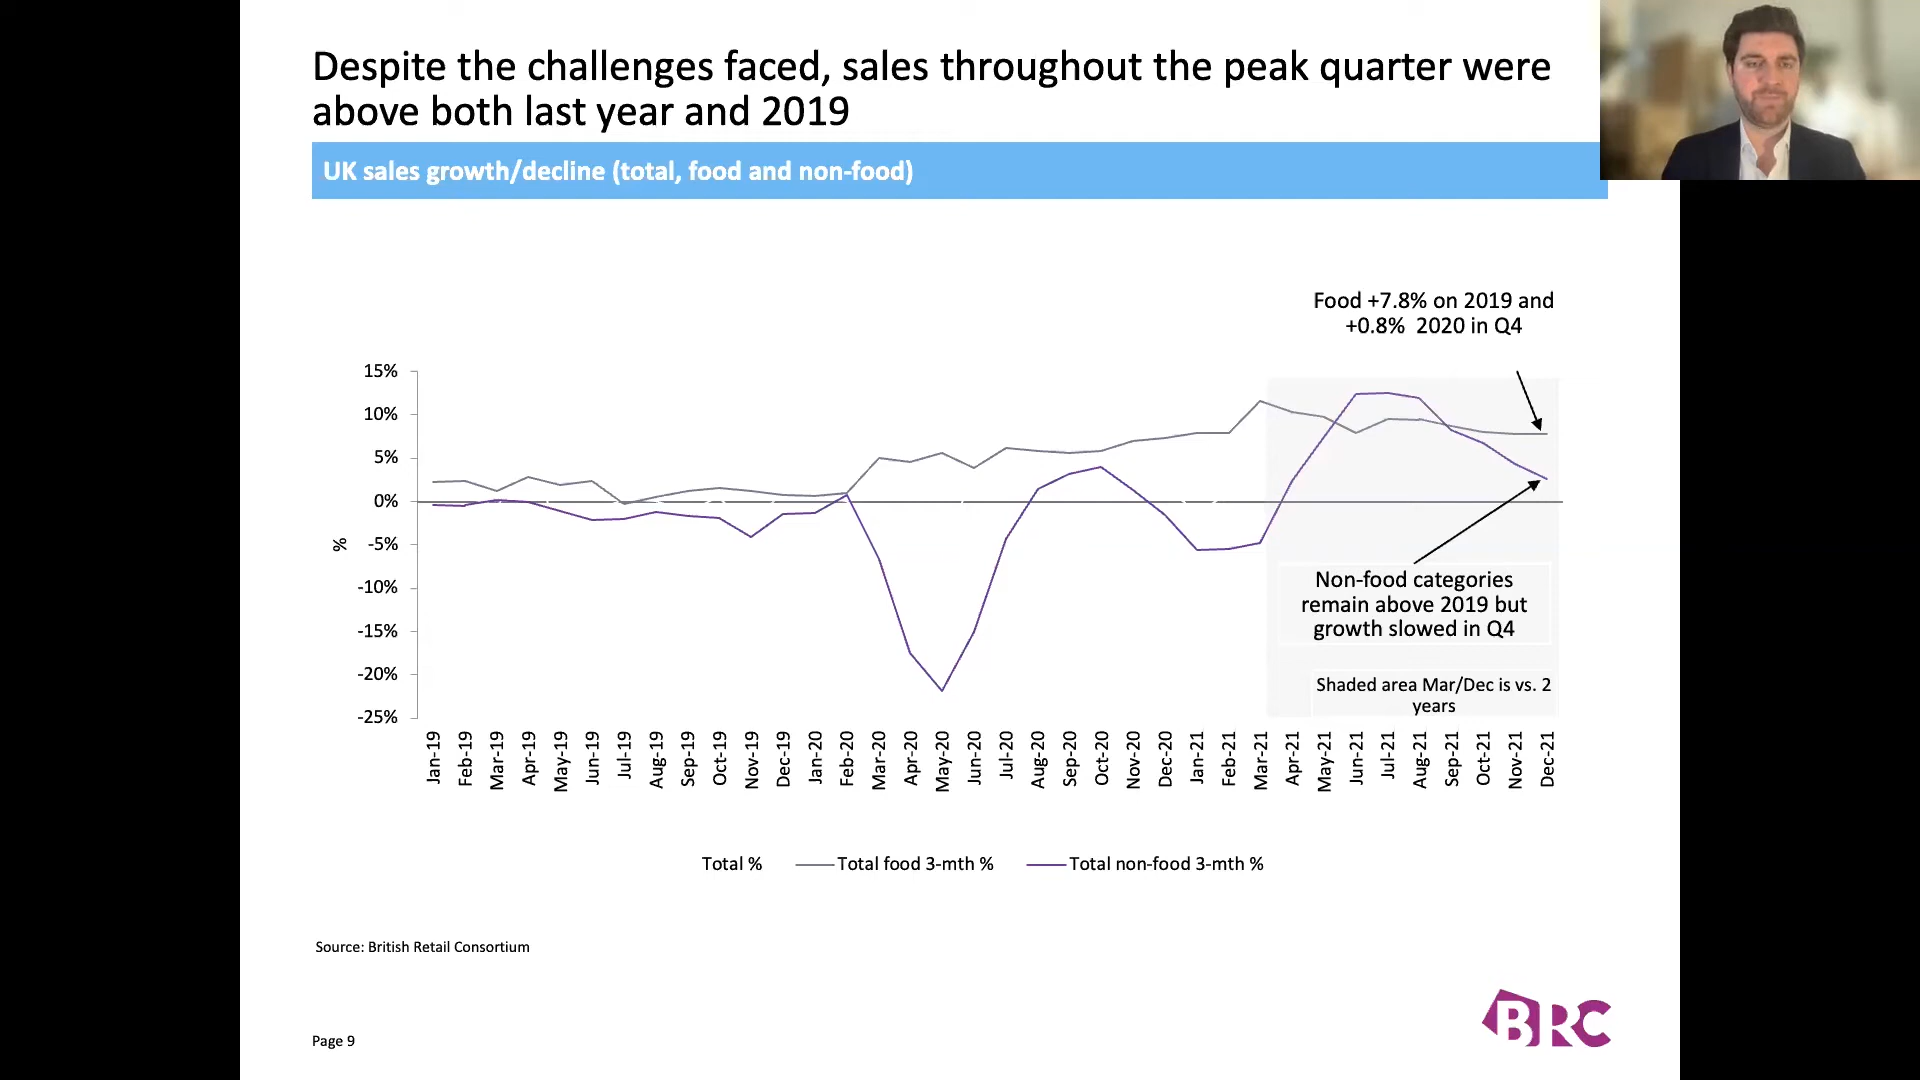 Despite the challenges faced, sales throughout the peak quarter were
above both last year and 2019
UK sales growth/decline (total, food and non-food)
Food +7.8% on 2019 and
+0.8% 2020 in Q4
15%
10%
5%
0%
-5%
-10%
-15%
-20%
-25%
%
Non-food categories
remain above 2019 but
growth slowed in Q4
Shaded area Mar/Dec is vs. 2
years
Jan-19
Feb-19
Mar-19
Apr-19
May-19
Jun-19
Jul-19
Aug-19
Sep-19
Oct-19
Nov-19
Dec-19
Jan-20
Feb-20
Mar-20
Apr-20
May-20
Jun-20
Jul-20
Aug-20
Sep-20
Oct-20
Nov-20
Dec-20
Jan-21
Feb-21
Mar-21
Apr-21
May-21
Jun-21
Jul-21
Aug-21
Sep-21
Oct-21
Nov-21
Dec-21
Total %
Total food 3-mth %
Total non-food 3-mth %
Source: British Retail Consortium
BRC
Page 9